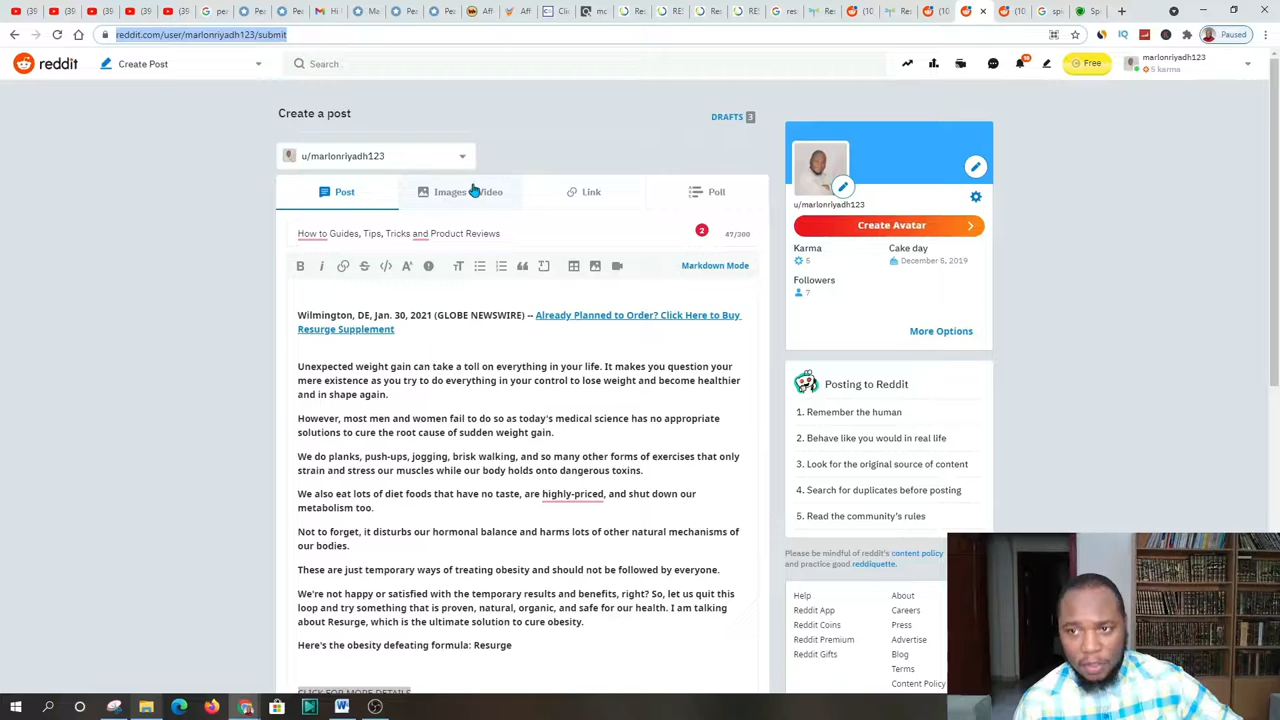 reddit.com/user/marlonriyadh123/submit
Paused
reddit
Create Post
Search
Free
marlonriyadh123
5 karma
Create a post
DRAFTS 3
u/marlonriyadh123
Post
Images & Video
Link
Poll
How to Guides, Tips, Tricks and Product Reviews
2
47/300
Markdown Mode
Wilmington, DE, Jan. 30, 2021 (GLOBE NEWSWIRE) -- Already Planned to Order? Click Here to Buy
Resurge Supplement
Unexpected weight gain can take a toll on everything in your life. It makes you question your
mere existence as you try to do everything in your control to lose weight and become healthier
and in shape again.
However, most men and women fail to do so as today's medical science has no appropriate
solutions to cure the root cause of sudden weight gain.
We do planks, push-ups, jogging, brisk walking, and so many other forms of exercises that only
strain and stress our muscles while our body holds onto dangerous toxins.
We also eat lots of diet foods that have no taste, are highly-priced, and shut down our
metabolism too.
Not to forget, it disturbs our hormonal balance and harms lots of other natural mechanisms of
our bodies.
These are just temporary ways of treating obesity and should not be followed by everyone.
We're not happy or satisfied with the temporary results and benefits, right? So, let us quit this
loop and try something that is proven, natural, organic, and safe for our health. I am talking
about Resurge, which is the ultimate solution to cure obesity.
Here's the obesity defeating formula: Resurge
CLICK FOR MORE DETAILS
u/marlonriyadh123
Create Avatar
Karma
Cake day
5
December 5, 2019
Followers
7
More Options
Posting to Reddit
1. Remember the human
2. Behave like you would in real life
3. Look for the original source of content
4. Search for duplicates before posting
5. Read the community's rules
Please be mindful of reddit's content policy
and practice good reddiquette.
Help
About
Reddit App
Careers
Reddit Coins
Press
Reddit Premium
Advertise
Reddit Gifts
Blog
Terms
Content Policy